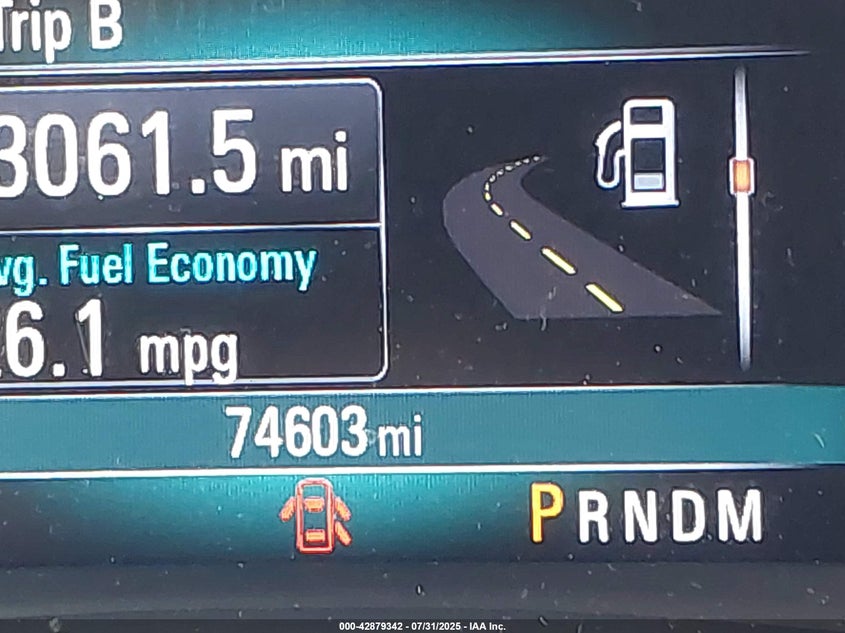 Trip B
3061.5 mi
vg. Fuel Economy
6.1 mpg
74603 mi
PRNDM
000-42879342 - 07/31/2025 - IAA Inc.